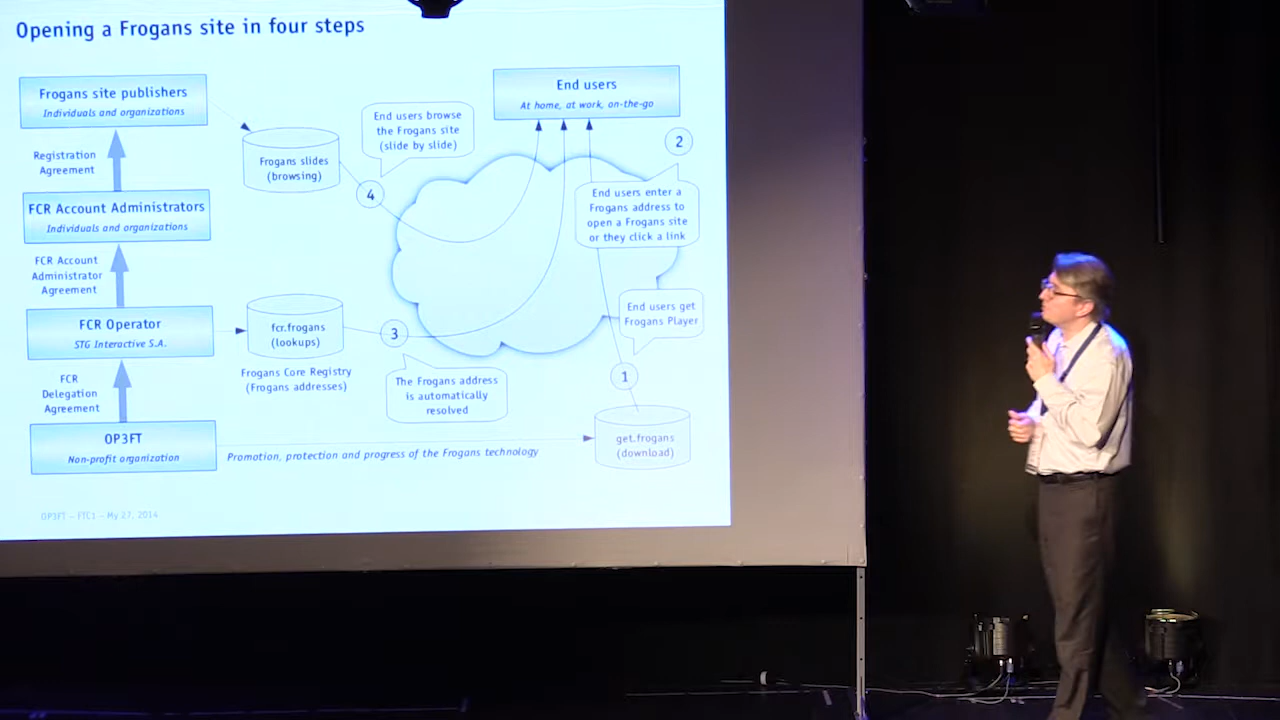 Opening a Frogans site in four steps
Frogans site publishers
Individuals and organizations
Registration
Agreement
FCR Account Administrators
Individuals and organizations
FCR Account
Administrator
Agreement
FCR Operator
STG Interactive S.A.
FCR
Delegation
Agreement
OP3FT
Non-profit organization
Frogans slides
(browsing)
End users browse
the Frogans site
(slide by slide)
4
fcr.frogans
(lookups)
Frogans Core Registry
(Frogans addresses)
3
The Frogans address
is automatically
resolved
Promotion, protection and progress of the Frogans technology
End users
At home, at work, on-the-go
2
End users enter a
Frogans address to
open a Frogans site
or they click a link
End users get
Frogans Player
1
get.frogans
(download)
OP3FT – FTC1 – My 27, 2014